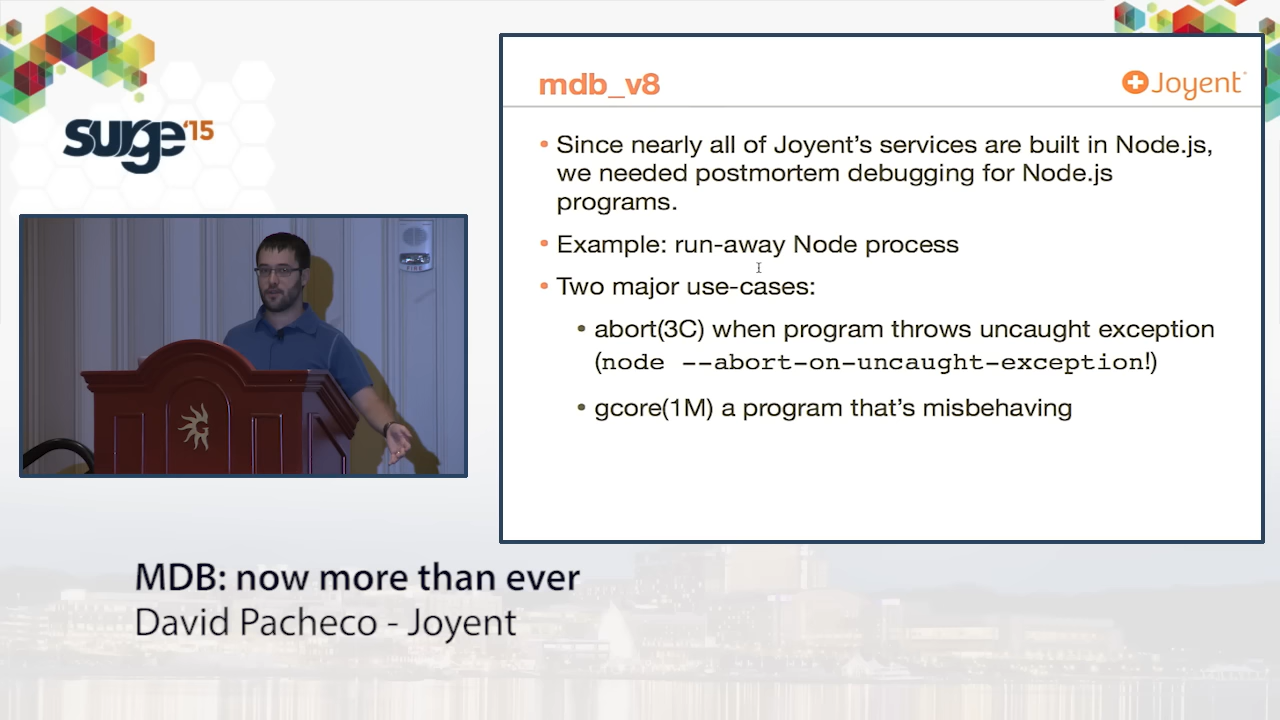 surge '15
mdb_v8
Joyent
• Since nearly all of Joyent's services are built in Node.js,
we needed postmortem debugging for Node.js
programs.
• Example: run-away Node process
• Two major use-cases:
• abort(3C) when program throws uncaught exception
(node --abort-on-uncaught-exception!)
• gcore(1M) a program that's misbehaving
FIRE
MDB: now more than ever
David Pacheco - Joyent